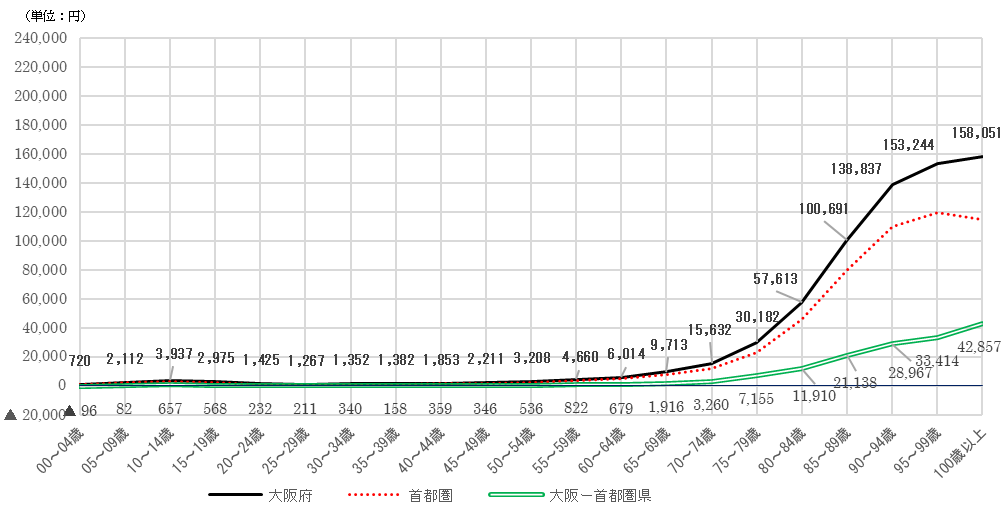 （単位：円）
240,000
220,000
200,000
180,000
160,000
140,000
120,000
100,000
80,000
60,000
40,000
20,000
0
▲ 20,000
720 2,112 3,937 2,975 1,425 1,267 1,352 1,382 1,853 2,211 3,208 4,660 6,014 9,713 15,632 30,182 57,613 100,691 138,837 153,244 158,051
▲ 96 82 657 568 232 211 340 158 359 346 536 822 679 1,916 3,260 7,155 11,910 21,138 28,967 33,414 42,857
00～04歳 05～09歳 10～14歳 15～19歳 20～24歳 25～29歳 30～34歳 35～39歳 40～44歳 45～49歳 50～54歳 55～59歳 60～64歳 65～69歳 70～74歳 75～79歳 80～84歳 85～89歳 90～94歳 95～99歳 100歳以上
大阪府 首都圏 大阪－首都圏県